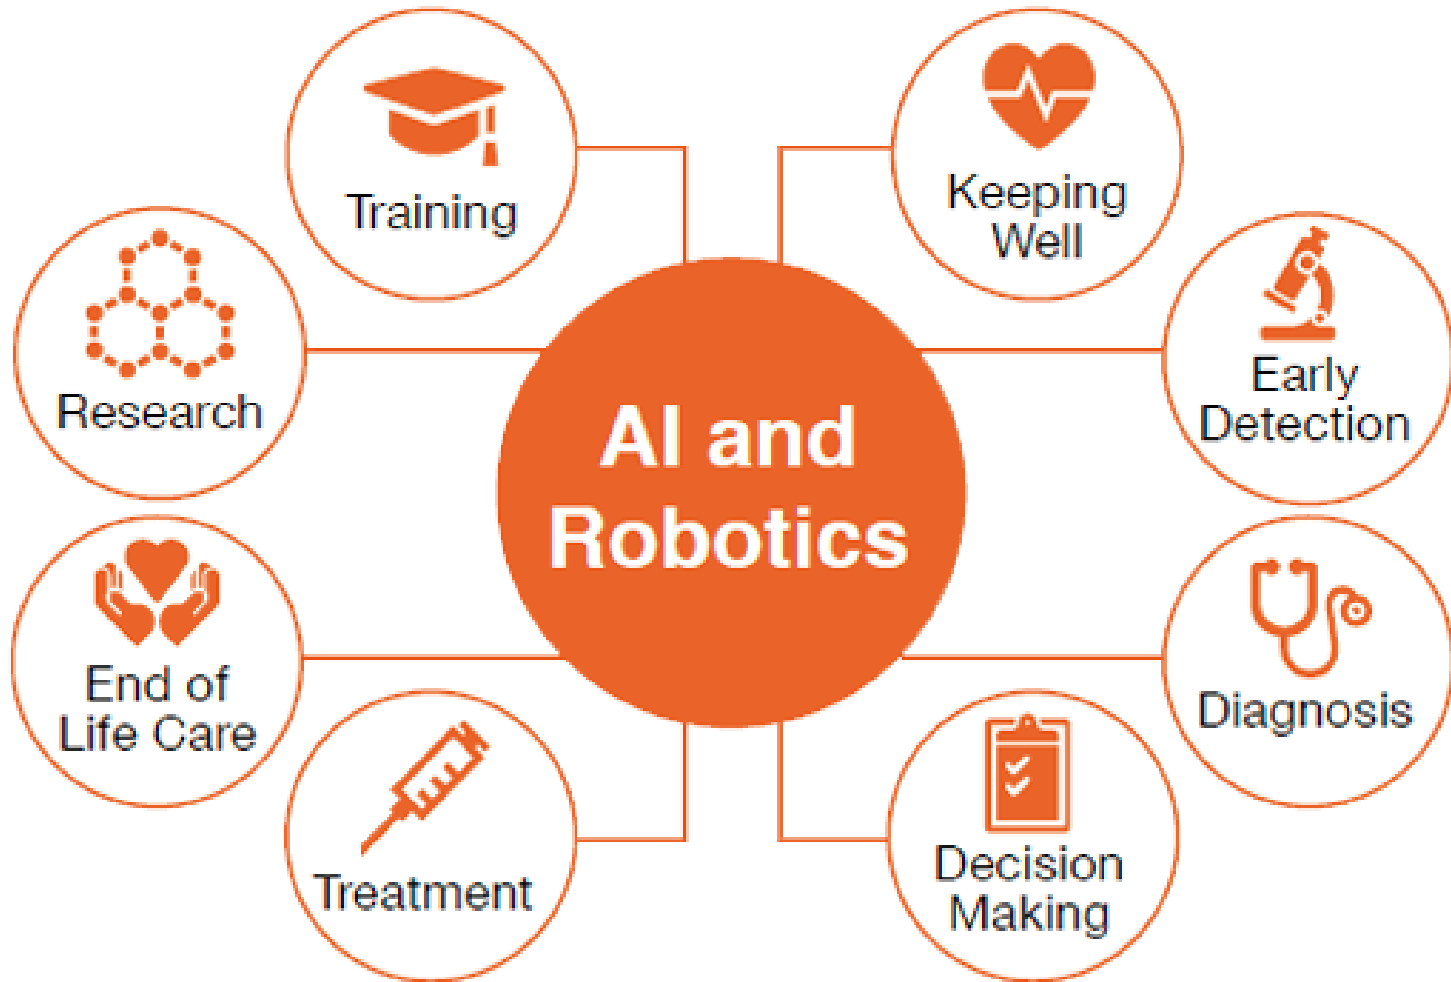 Training
Keeping
Well
Research
Early
Detection
AI and
Robotics
End of
Life Care
Diagnosis
Treatment
Decision
Making